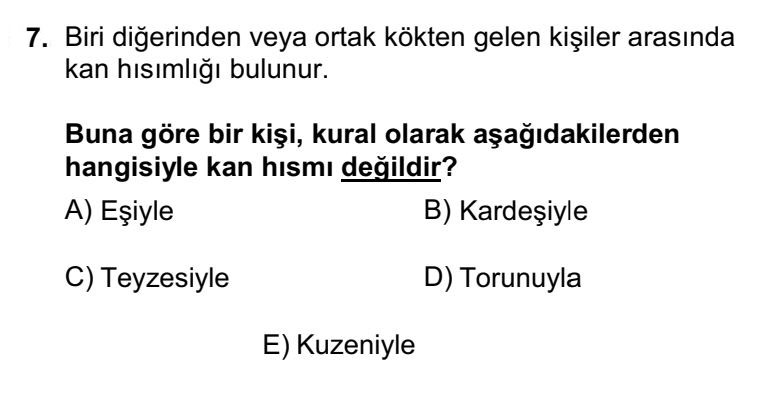 7. Biri diğerinden veya ortak kökten gelen kişiler arasında
kan hısımlığı bulunur.
Buna göre bir kişi, kural olarak aşağıdakilerden
hangisiyle kan hısmı değildir?
A) Eşiyle
B) Kardeşiyle
C) Teyzesiyle
D) Torunuyla
E) Kuzeniyle